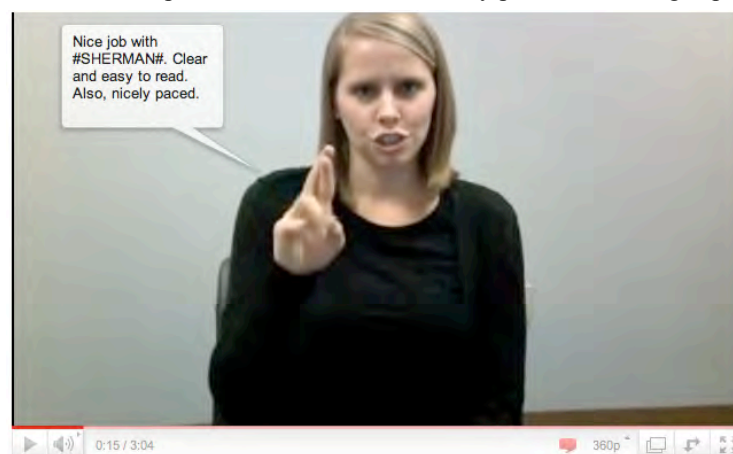 Nice job with
#SHERMAN#. Clear
and easy to read.
Also, nicely paced.
0:15 / 3:04
360p